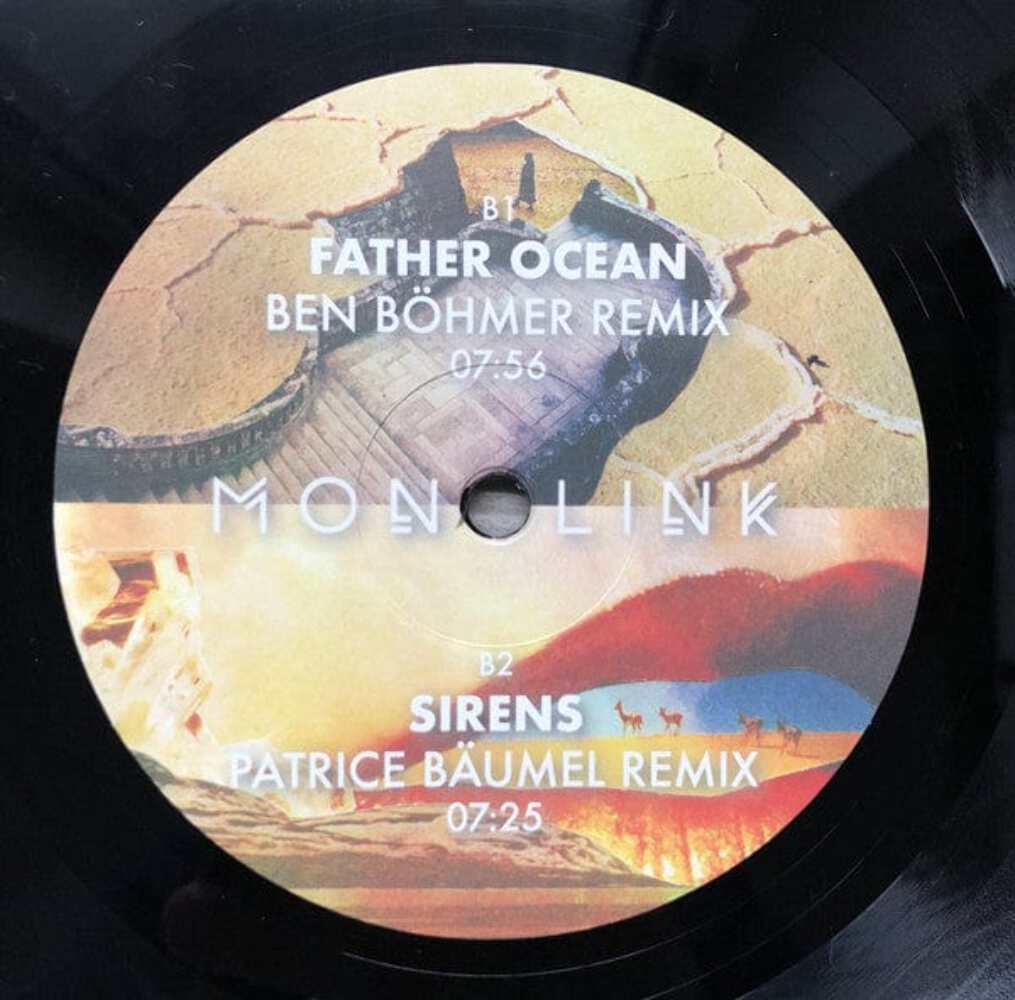 B1
FATHER OCEAN
BEN BÖHMER REMIX
07:56
MONOLINK
B2
SIRENS
PATRICE BÄUMEL REMIX
07:25